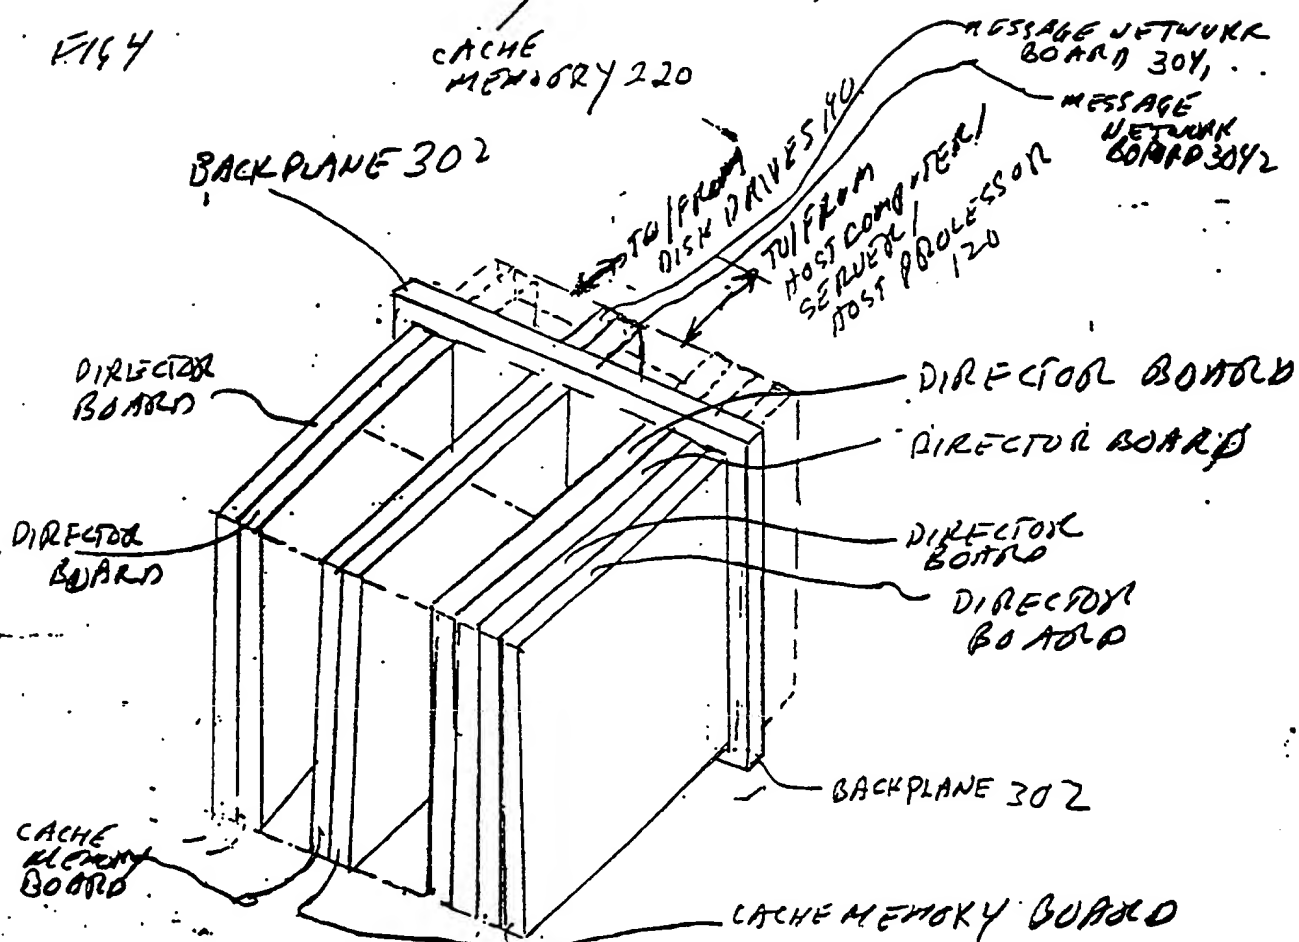 FIG 4
CACHE
MEMORY 220
MESSAGE NETWORK
BOARD 304,
MESSAGE
NETWORK
BOARD 3042
BACKPLANE 302
TO/FROM
DISK DRIVES 140
TO/FROM
HOST COMPUTER/
SERVER/
HOST PROCESSOR
120
DIRECTOR
BOARD
DIRECTOR BOARD
DIRECTOR BOARD
DIRECTOR
BOARD
DIRECTOR
BOARD
DIRECTOR
BOARD
BACKPLANE 302
CACHE
MEMORY
BOARD
CACHE MEMORY BOARD